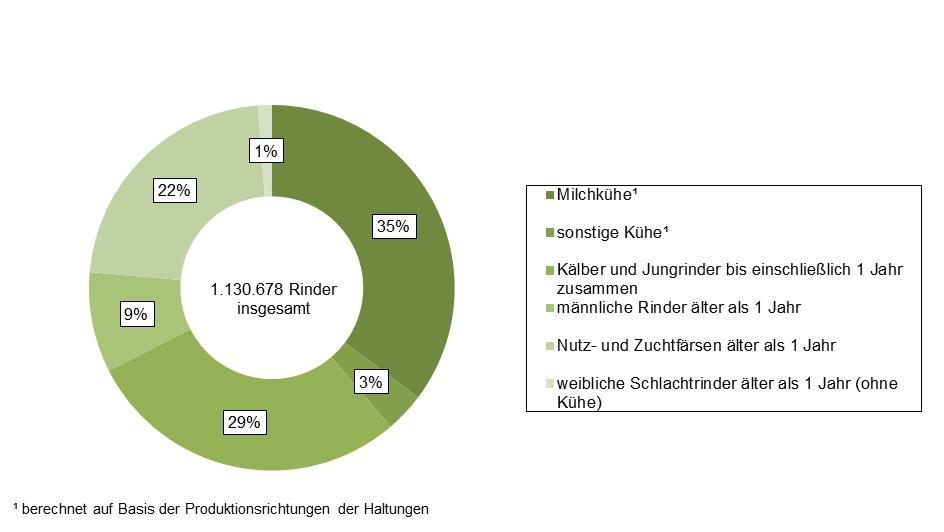 1%
22%
35%
9%
3%
29%
1.130.678 Rinder
insgesamt
Milchkühe¹
sonstige Kühe¹
Kälber und Jungrinder bis einschließlich 1 Jahr
zusammen
männliche Rinder älter als 1 Jahr
Nutz- und Zuchtfärsen älter als 1 Jahr
weibliche Schlachtrinder älter als 1 Jahr (ohne
Kühe)
¹ berechnet auf Basis der Produktionsrichtungen der Haltungen